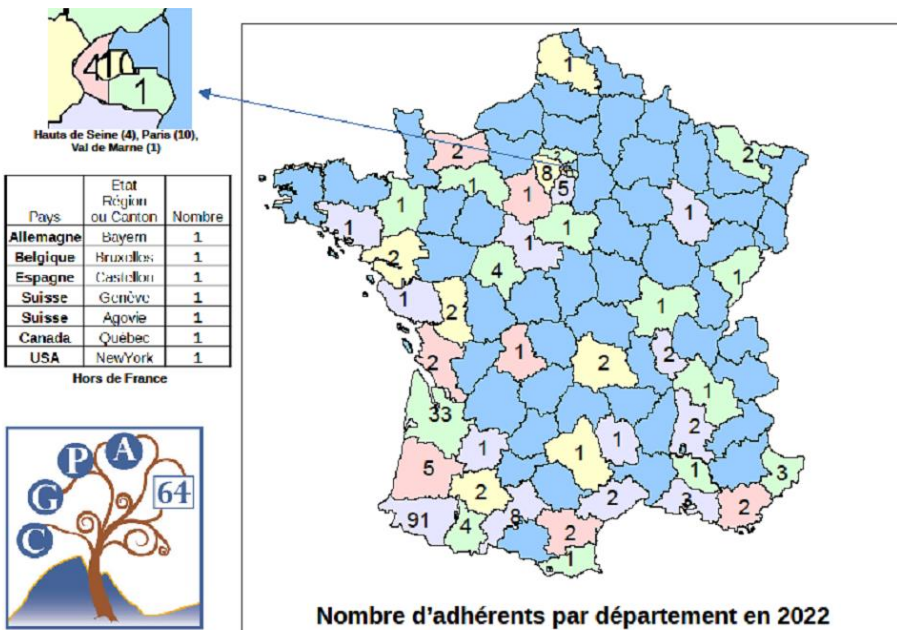 4 10
1
Hauts de Seine (4), Paris (10),
Val de Marne (1)
Etat
Région
Pays ou Canton Nombre
Allemagne Bayern 1
Belgique Bruxelles 1
Espagne Castellon 1
Suisse Genève 1
Suisse Agovie 1
Canada Québec 1
USA NewYork 1
Hors de France
C G P A 64
1
2
2
8
1
5
1
1
1
1
1
1
2
4
1
1
2
2
1
2
2
1
33
2
1
1
1
5
2
1
3
91
4
8
2
2
3
2
1
Nombre d’adhérents par département en 2022